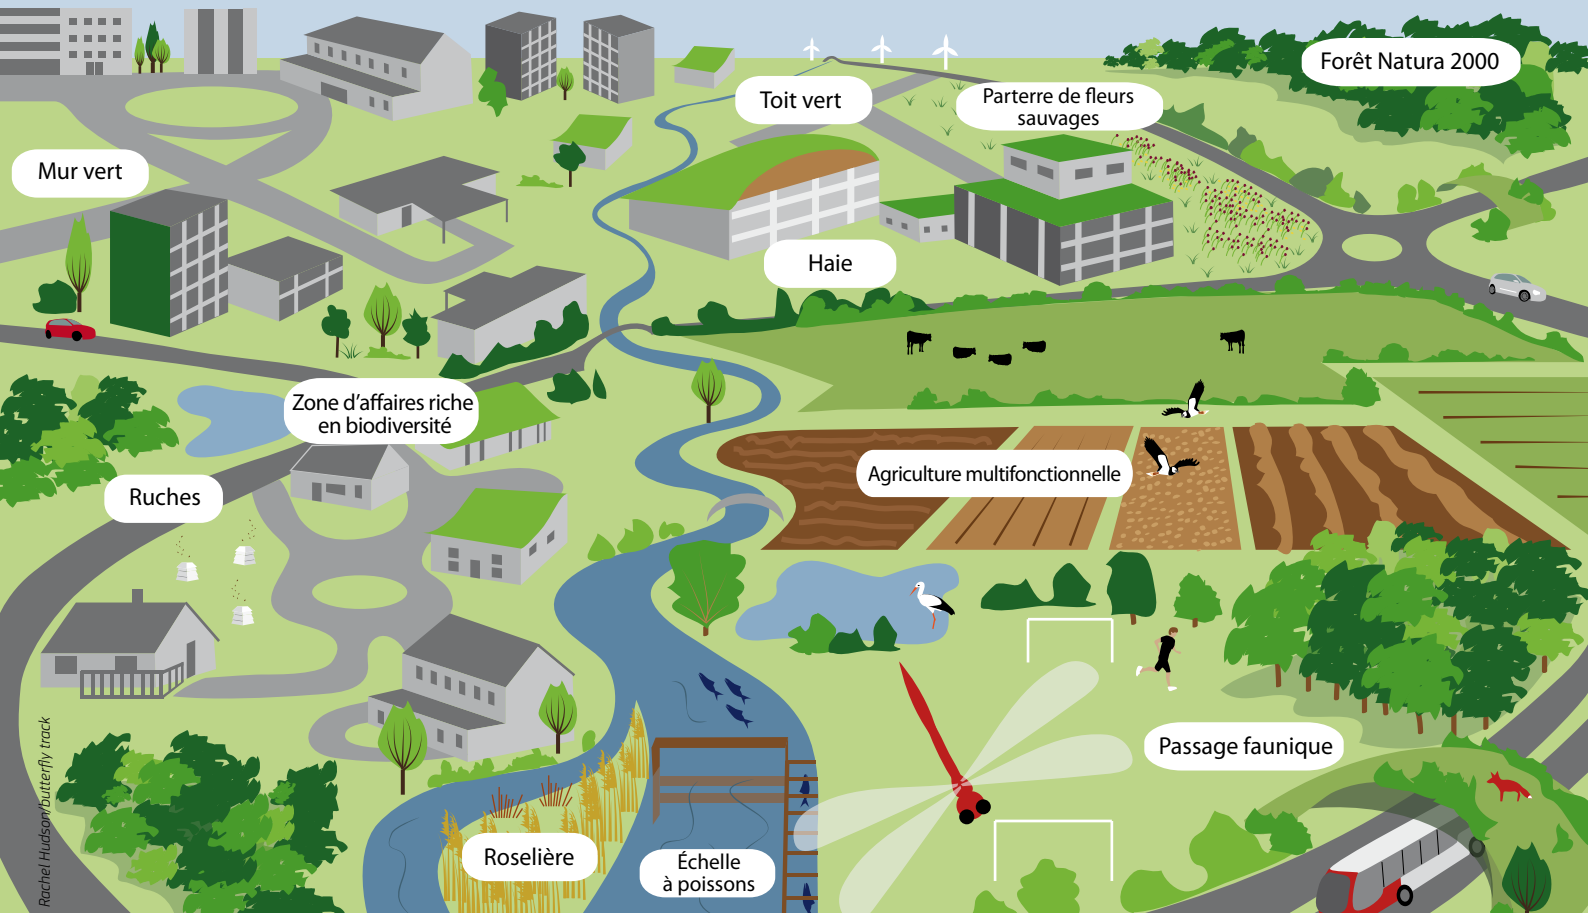 Forêt Natura 2000
Toit vert
Parterre de fleurs
sauvages
Mur vert
Haie
Zone d’affaires riche
en biodiversité
Agriculture multifonctionnelle
Ruches
Passage faunique
Roselière
Échelle
à poissons
Rachel Hudson/butterfly track